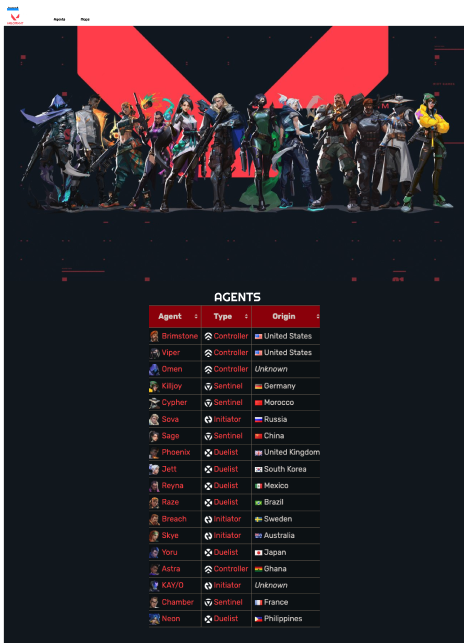 Agents Maps
TM
AGENTS
Agent Type Origin
Brimstone Controller United States
Viper Controller United States
Omen Controller Unknown
Killjoy Sentinel Germany
Cypher Sentinel Morocco
Sova Initiator Russia
Sage Sentinel China
Phoenix Duelist United Kingdom
Jett Duelist South Korea
Reyna Duelist Mexico
Raze Duelist Brazil
Breach Initiator Sweden
Skye Initiator Australia
Yoru Duelist Japan
Astra Controller Ghana
KAY/O Initiator Unknown
Chamber Sentinel France
Neon Duelist Philippines